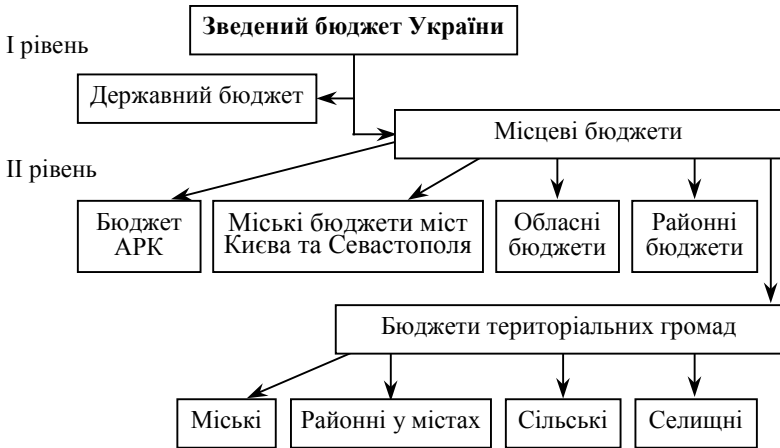 Зведений бюджет України
І рівень
Державний бюджет
Місцеві бюджети
ІІ рівень
Бюджет
АРК
Міські бюджети міст
Києва та Севастополя
Обласні
бюджети
Районні
бюджети
Бюджети територіальних громад
Міські
Районні у містах
Сільські
Селищні